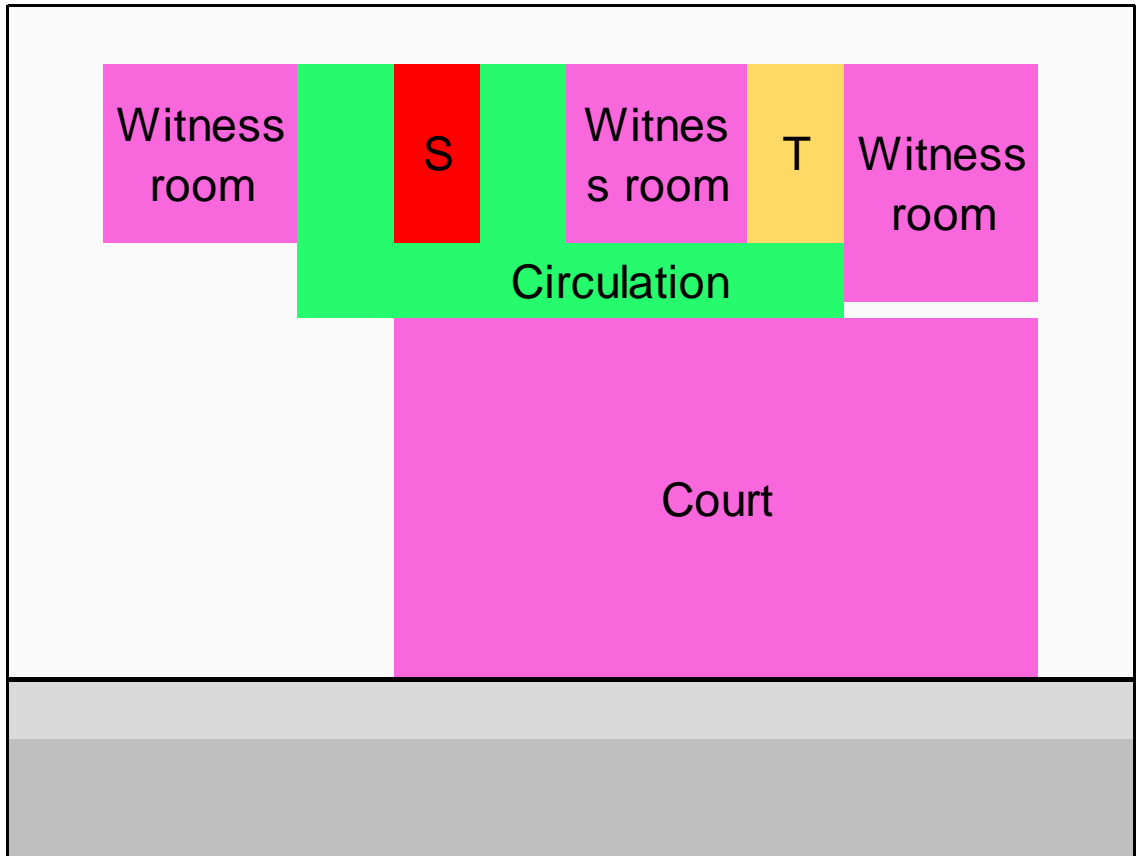 Witness
room
S
Witnes
s room
T
Witness
room
Circulation
Court